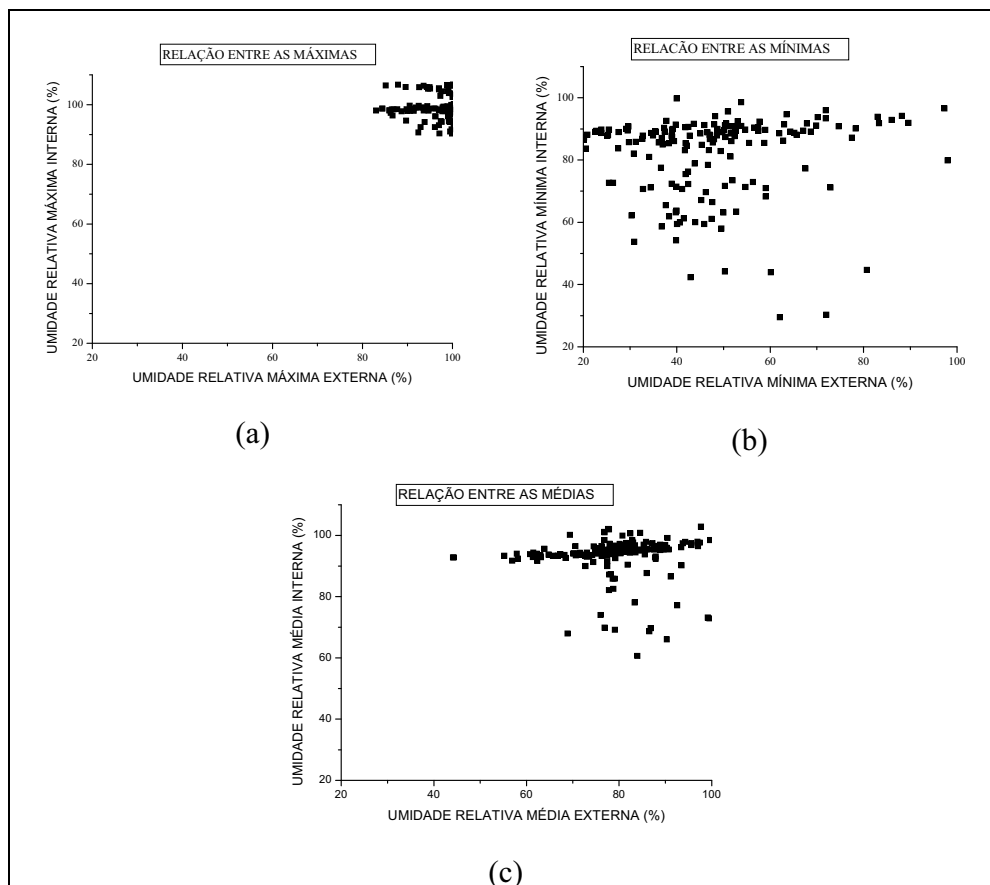 RELAÇÃO ENTRE AS MÁXIMAS
UMIDADE RELATIVA MÁXIMA INTERNA (%)
100
80
60
40
20
20 40 60 80 100
UMIDADE RELATIVA MÁXIMA EXTERNA (%)
(a)
RELACÃO ENTRE AS MÍNIMAS
UMIDADE RELATIVA MÍNIMA INTERNA (%)
100
80
60
40
20 40 60 80 100
UMIDADE RELATIVA MÍNIMA EXTERNA (%)
(b)
RELAÇÃO ENTRE AS MÉDIAS
UMIDADE RELATIVA MÉDIA INTERNA (%)
100
80
60
40
20
20 40 60 80 100
UMIDADE RELATIVA MÉDIA EXTERNA (%)
(c)